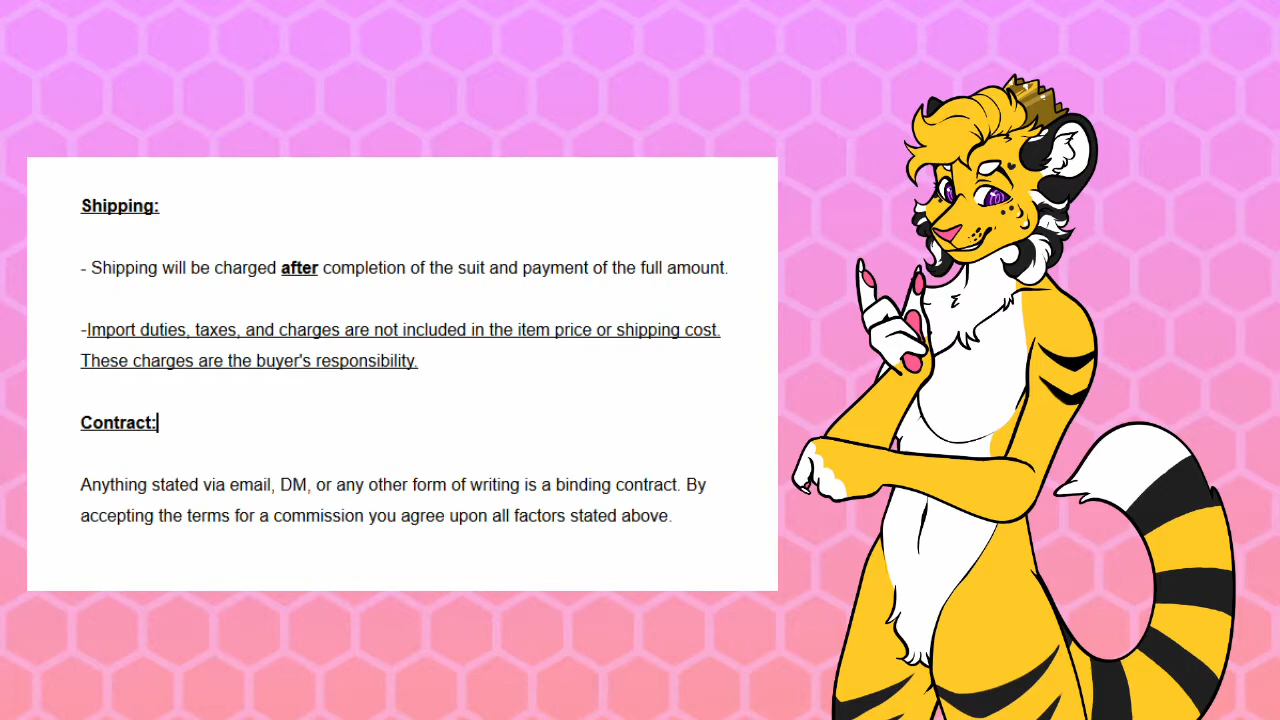 Shipping:
- Shipping will be charged after completion of the suit and payment of the full amount.
-Import duties, taxes, and charges are not included in the item price or shipping cost.
These charges are the buyer's responsibility.
Contract:
Anything stated via email, DM, or any other form of writing is a binding contract. By
accepting the terms for a commission you agree upon all factors stated above.